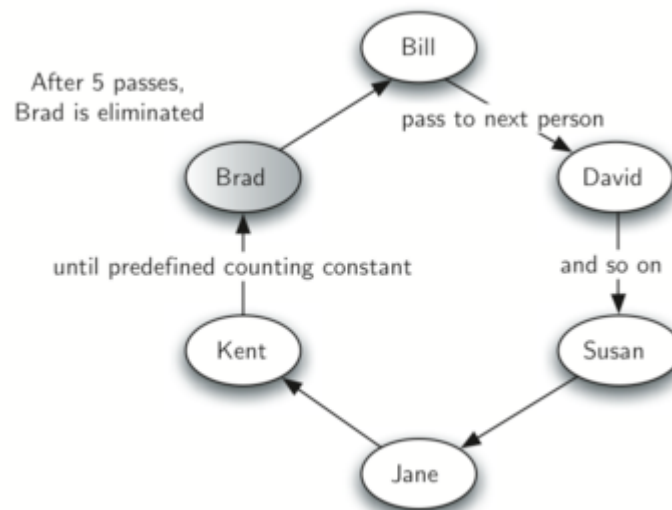 Bill
After 5 passes,
Brad is eliminated
pass to next person
Brad
David
until predefined counting constant
and so on
Kent
Susan
Jane